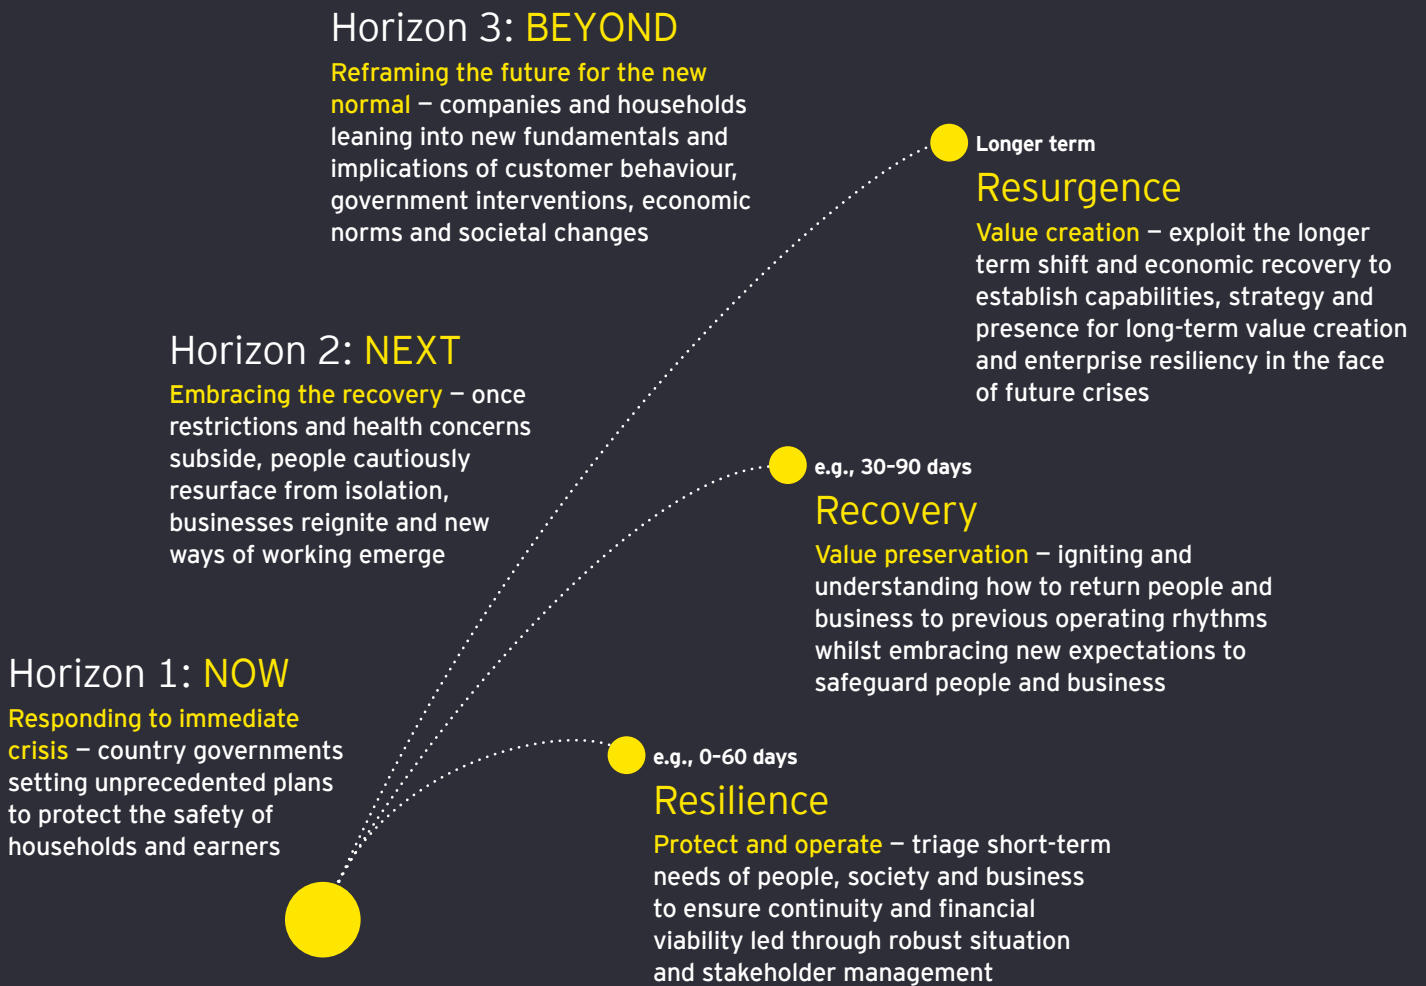 Horizon 3: BEYOND
Reframing the future for the new
normal – companies and households
leaning into new fundamentals and
implications of customer behaviour,
government interventions, economic
norms and societal changes
Longer term
Resurgence
Value creation – exploit the longer
term shift and economic recovery to
establish capabilities, strategy and
presence for long-term value creation
and enterprise resiliency in the face
of future crises
Horizon 2: NEXT
Embracing the recovery – once
restrictions and health concerns
subside, people cautiously
resurface from isolation,
businesses reignite and new
ways of working emerge
e.g., 30–90 days
Recovery
Value preservation – igniting and
understanding how to return people and
business to previous operating rhythms
whilst embracing new expectations to
safeguard people and business
Horizon 1: NOW
Responding to immediate
crisis – country governments
setting unprecedented plans
to protect the safety of
households and earners
e.g., 0–60 days
Resilience
Protect and operate – triage short-term
needs of people, society and business
to ensure continuity and financial
viability led through robust situation
and stakeholder management